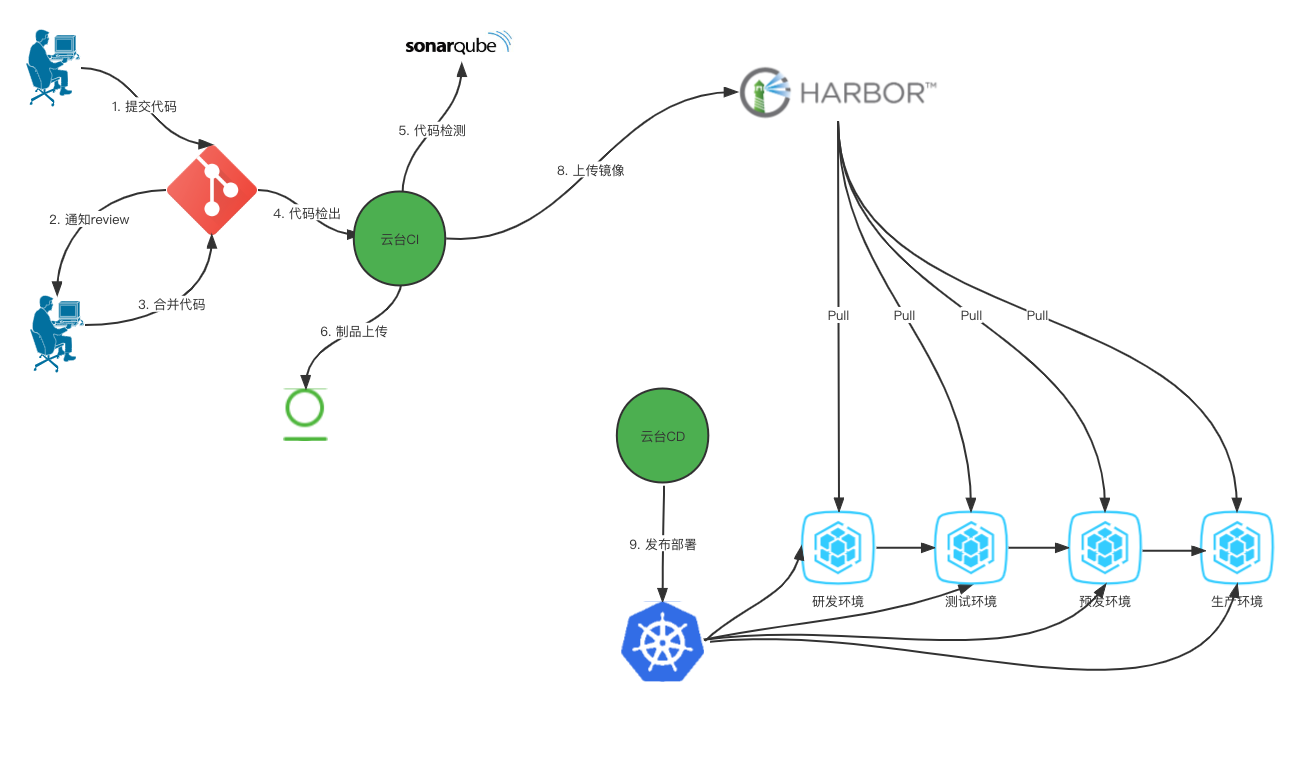 sonarqube
HARBOR™
1. 提交代码
5. 代码检测
8. 上传镜像
2. 通知review
4. 代码检出
云台CI
3. 合并代码
6. 制品上传
Pull
Pull
Pull
Pull
云台CD
9. 发布部署
研发环境
测试环境
预发环境
生产环境